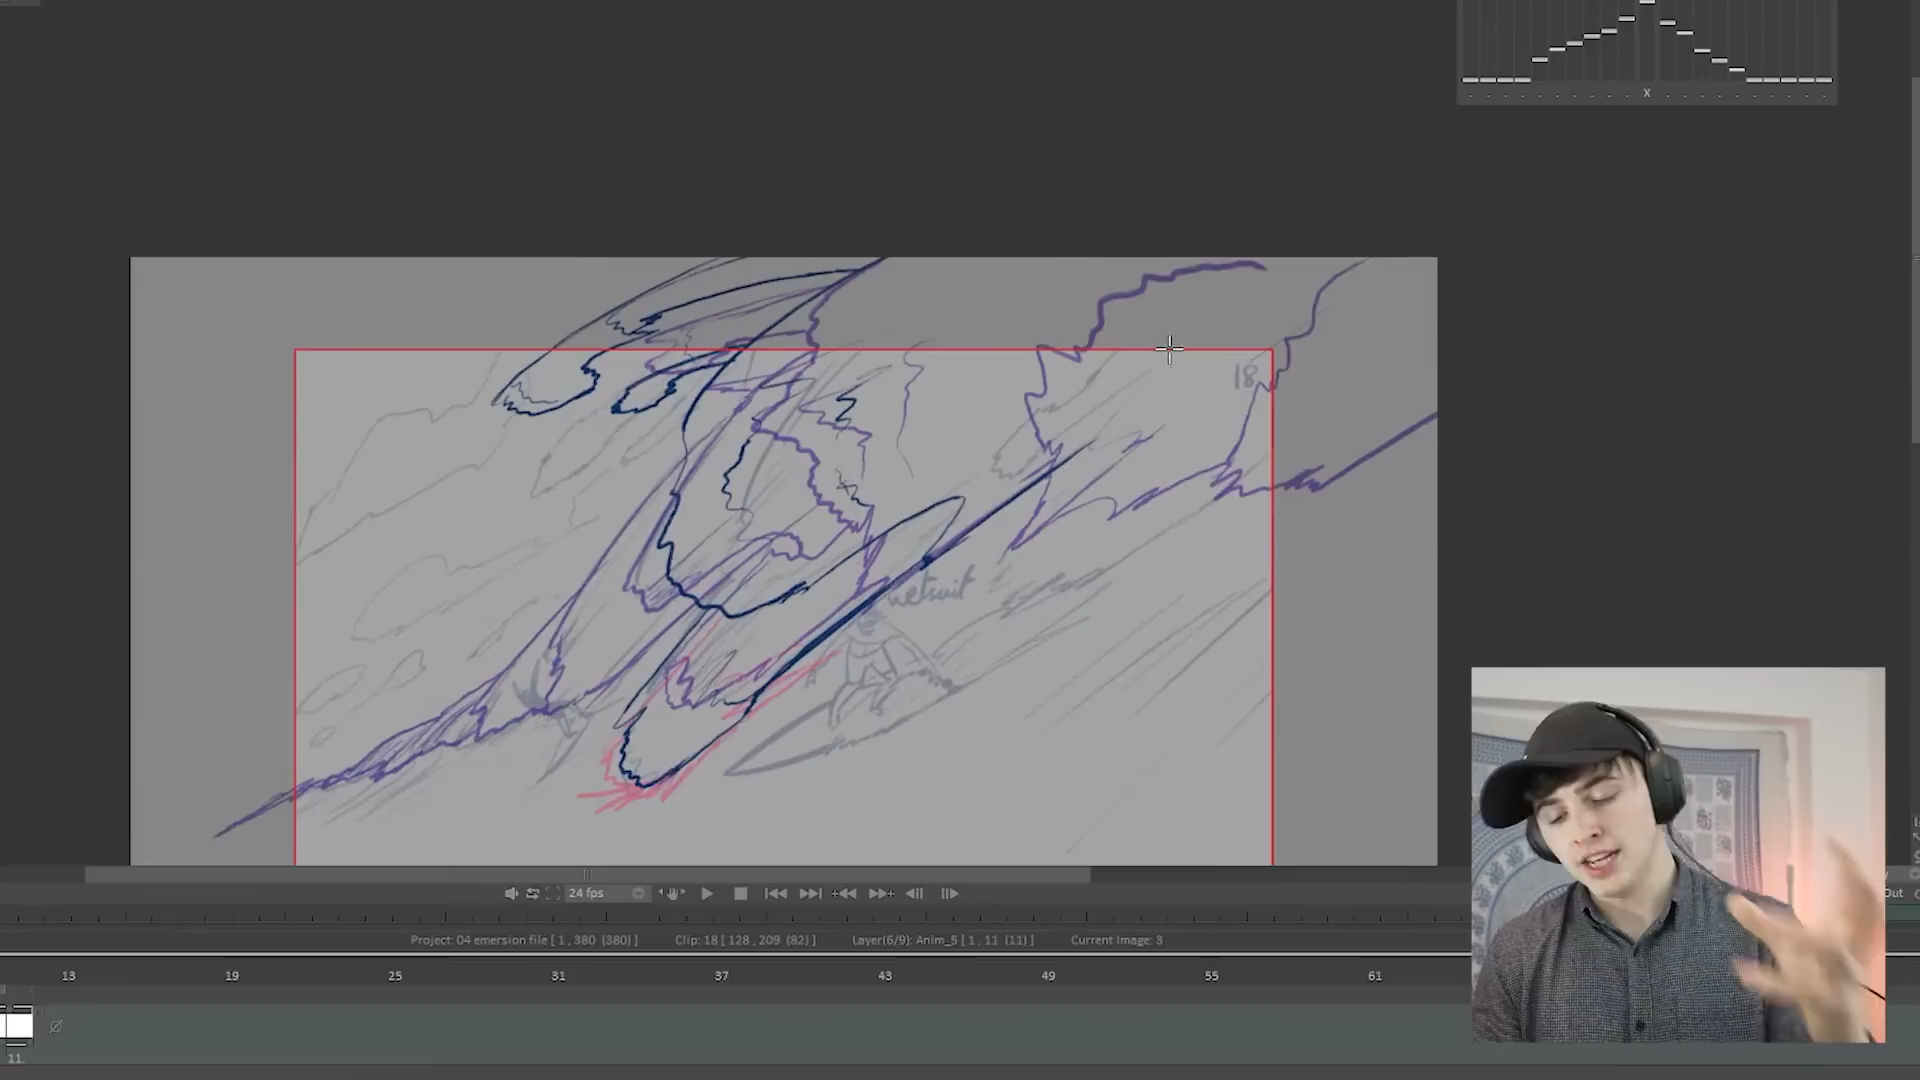 X
18
wetsuit
24 fps
Project: 04 emersion file [ 1 , 380 (380) ] Clip: 18 [ 128 , 209 (82) ] Layer(6/9): Anim_5 [ 1 , 11 (11) ] Current Image: 3
Out
13 19 25 31 37 43 49 55 61
11.